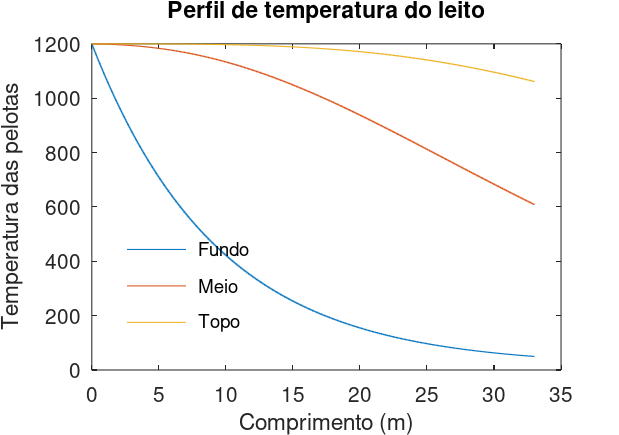 Perfil de temperatura do leito
Temperatura das pelotas
1200
1000
800
600
400
200
0
Fundo
Meio
Topo
0 5 10 15 20 25 30 35
Comprimento (m)